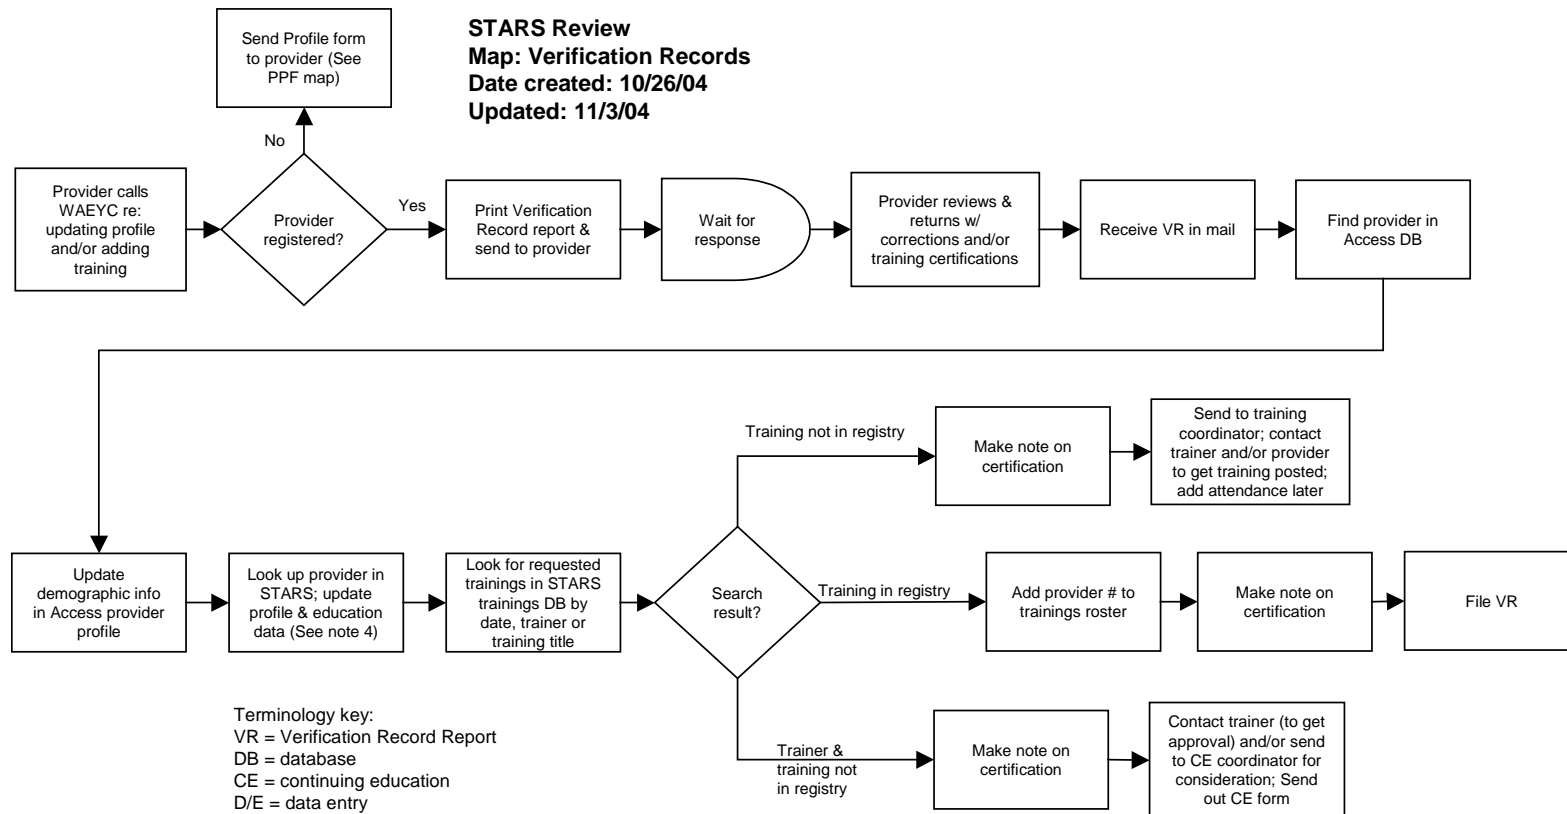 STARS Review
Map: Verification Records
Date created: 10/26/04
Updated: 11/3/04
Send Profile form
to provider (See
PPF map)
No
Provider calls
WAEYC re:
updating profile
and/or adding
training
Provider
registered?
Yes
Print Verification
Record report &
send to provider
Wait for
response
Provider reviews &
returns w/
corrections and/or
training certifications
Receive VR in mail
Find provider in
Access DB
Update
demographic info
in Access provider
profile
Look up provider in
STARS; update
profile & education
data (See note 4)
Look for requested
trainings in STARS
trainings DB by
date, trainer or
training title
Search
result?
Training not in registry
Make note on
certification
Send to training
coordinator; contact
trainer and/or provider
to get training posted;
add attendance later
Training in registry
Add provider # to
trainings roster
Make note on
certification
File VR
Trainer &
training not
in registry
Make note on
certification
Contact trainer (to get
approval) and/or send
to CE coordinator for
consideration; Send
out CE form
Terminology key:
VR = Verification Record Report
DB = database
CE = continuing education
D/E = data entry